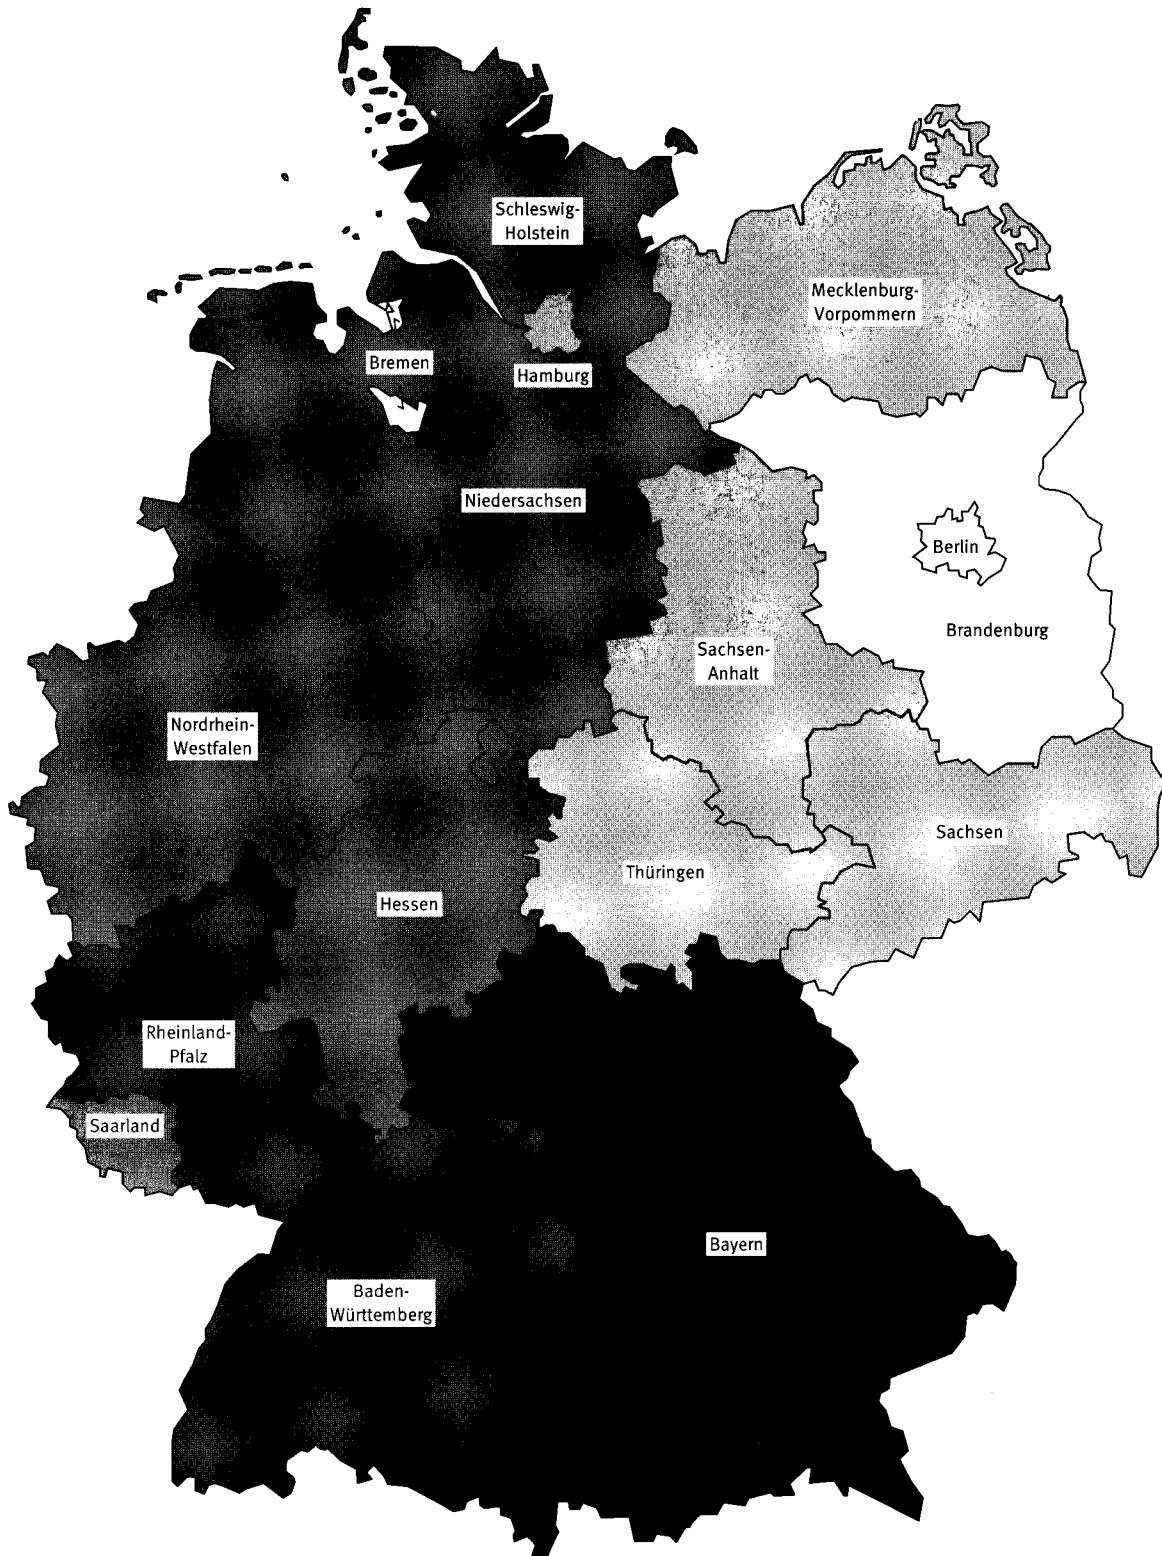 Schleswig-
Holstein
Mecklenburg-
Vorpommern
Bremen
Hamburg
Niedersachsen
Berlin
Brandenburg
Sachsen-
Anhalt
Nordrhein-
Westfalen
Sachsen
Thüringen
Hessen
Rheinland-
Pfalz
Saarland
Bayern
Baden-
Württemberg